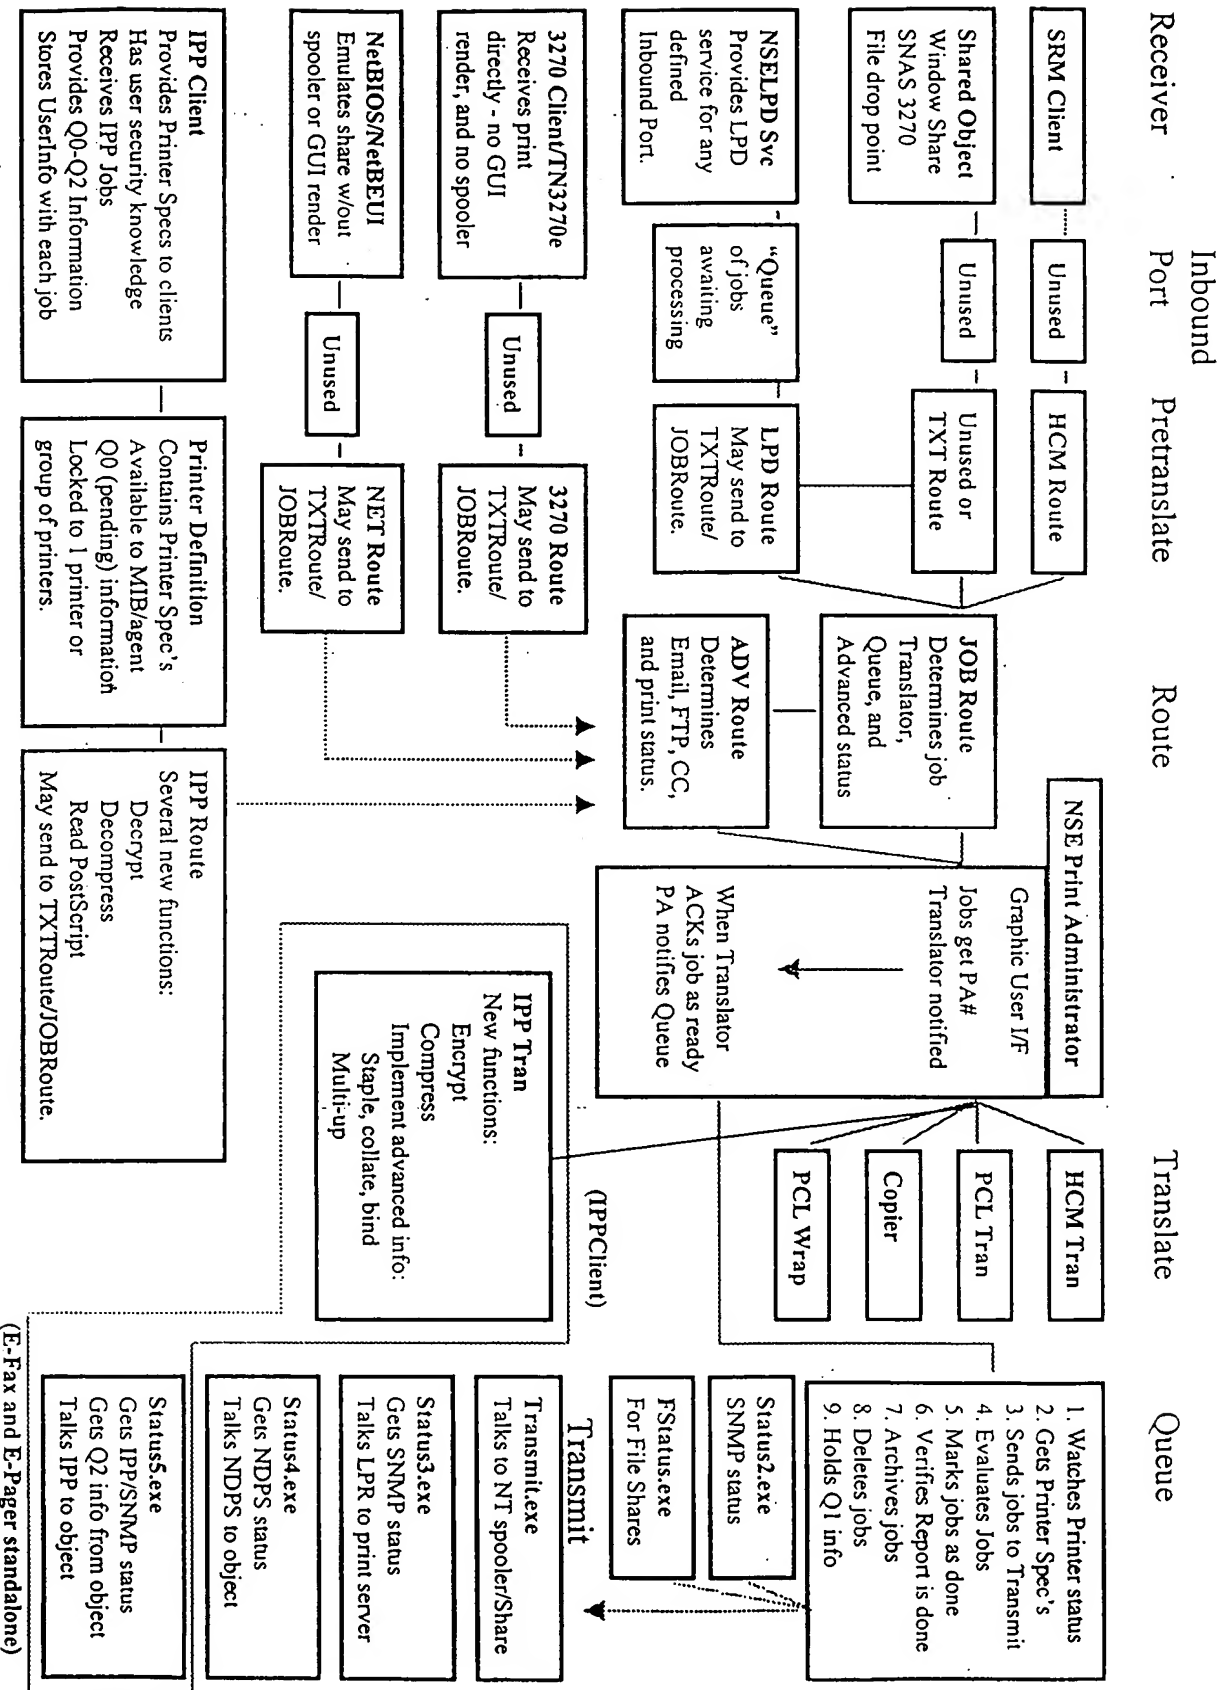 Receiver
Inbound
Port
Pretranslate
Route
Translate
Queue
SRM Client
Unused
HCM Route
Shared Object
Window Share
SNAS 3270
File drop point
Unused
Unused or
TXT Route
NSELPD Svc
Provides LPD
service for any
defined
Inbound Port.
"Queue"
of jobs
awaiting
processing
LPD Route
May send to
TXTRoute/
JOBRoute.
3270 Client/TN3270e
Receives print
directly - no GUI
render, and no spooler
Unused
3270 Route
May send to
TXTRoute/
JOBRoute.
NetBIOS/NetBEUI
Emulates share w/out
spooler or GUI render
Unused
NET Route
May send to
TXTRoute/
JOBRoute.
IPP Client
Provides Printer Specs to clients
Has user security knowledge
Receives IPP Jobs
Provides Q0-Q2 Information
Stores UserInfo with each job
Printer Definition
Contains Printer Spec's
Available to MIB/agent
Q0 (pending) information
Locked to 1 printer or
group of printers.
IPP Route
Several new functions:
Decrypt
Decompress
Read PostScript
May send to TXTRoute/JOBRoute.
JOB Route
Determines job
Translator,
Queue, and
Advanced status
ADV Route
Determines
Email, FTP, CC,
and print status.
NSE Print Administrator
Graphic User I/F
Jobs get PA#
Translator notified
When Translator
ACKs job as ready
PA notifies Queue
HCM Tran
PCL Tran
Copier
PCL Wrap
(IPPClient)
IPP Tran
New functions:
Encrypt
Compress
Implement advanced info:
Staple, collate, bind
Multi-up
1. Watches Printer status
2. Gets Printer Spec's
3. Sends jobs to Transmit
4. Evaluates Jobs
5. Marks jobs as done
6. Verifies Report is done
7. Archives jobs
8. Deletes jobs
9. Holds Q1 info
Status2.exe
SNMP status
FStatus.exe
For File Shares
Transmit
Transmit.exe
Talks to NT spooler/Share
Status3.exe
Gets SNMP status
Talks LPR to print server
Status4.exe
Gets NDPS status
Talks NDPS to object
Status5.exe
Gets IPP/SNMP status
Gets Q2 info from object
Talks IPP to object
(E-Fax and E-Pager standalone)